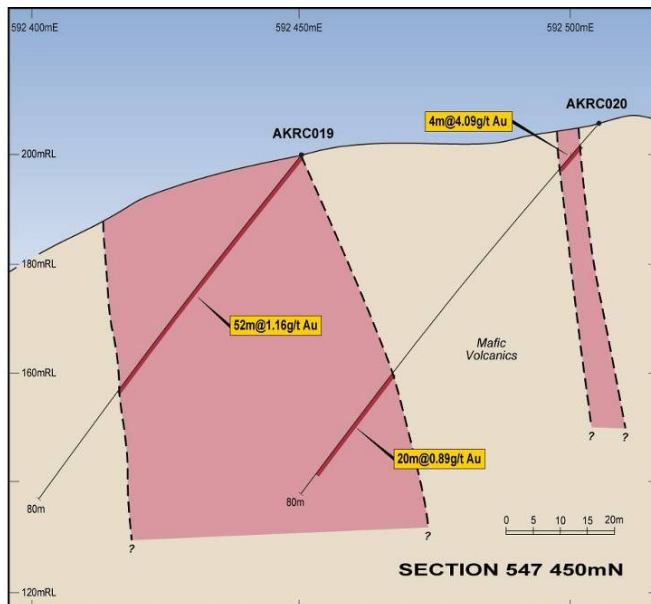 592 400mE
592 450mE
592 500mE
AKRC020
4m@4.09g/t Au
AKRC019
200mRL
180mRL
52m@1.16g/t Au
Mafic
Volcanics
160mRL
20m@0.89g/t Au
?
?
80m
80m
0 5 10 15 20m
?
?
SECTION 547 450mN
120mRL